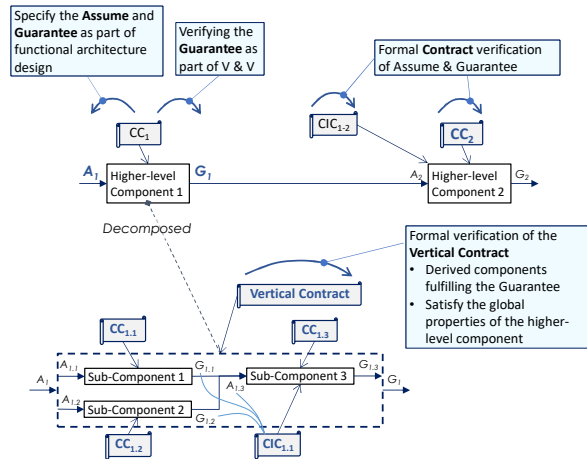 Specify the Assume and
Guarantee as part of
functional architecture
design
Verifying the
Guarantee as
part of V & V
Formal Contract verification
of Assume & Guarantee
CC1
CIC1-2
CC2
A1
Higher-level
Component 1
G1
A2
Higher-level
Component 2
G2
Decomposed
Formal verification of the
Vertical Contract
• Derived components
fulfilling the Guarantee
• Satisfy the global
properties of the higher-
level component
Vertical Contract
CC1.1
CC1.3
A1
A1.1
Sub-Component 1
G1.1
A1.3
Sub-Component 3
G1.3
G1
A1.2
Sub-Component 2
G1.2
CC1.2
CIC1.1